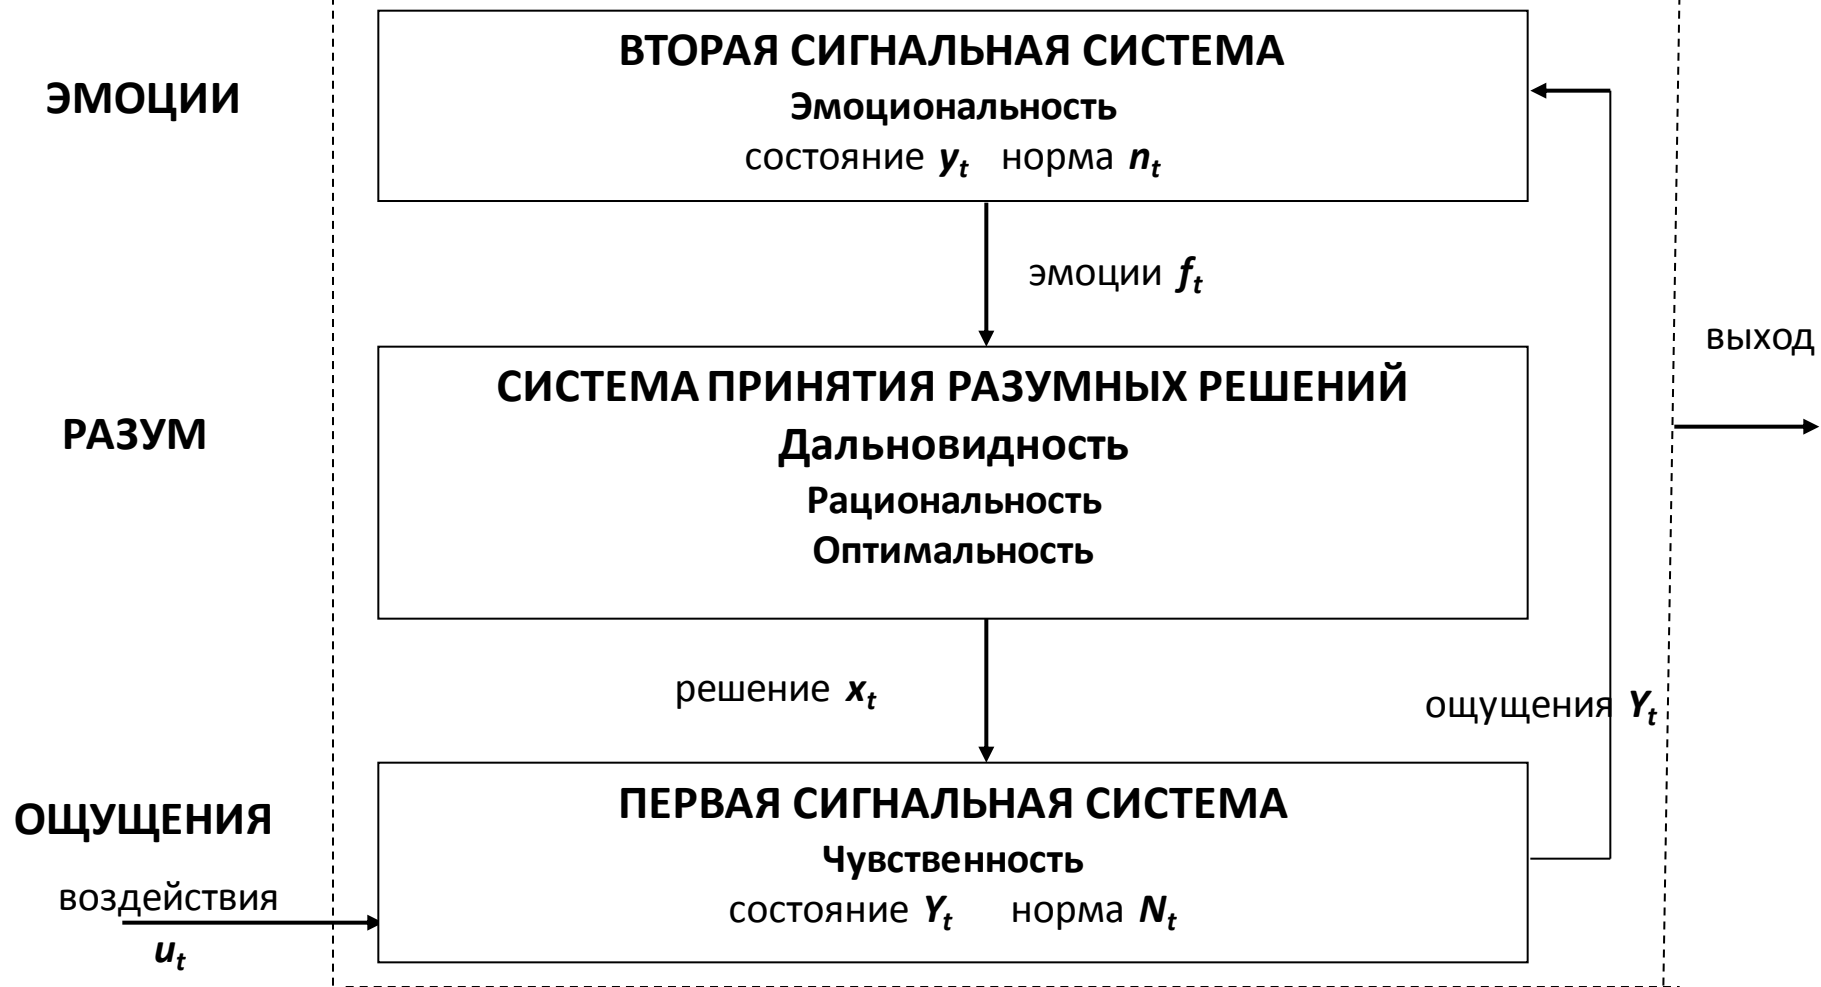 ВТОРАЯ СИГНАЛЬНАЯ СИСТЕМА
ЭМОЦИИ
Эмоциональность
состояние yt норма nt
эмоции ft
выход
СИСТЕМА ПРИНЯТИЯ РАЗУМНЫХ РЕШЕНИЙ
РАЗУМ
Дальновидность
Рациональность
Оптимальность
решение xt
ощущения Yt
ПЕРВАЯ СИГНАЛЬНАЯ СИСТЕМА
ОЩУЩЕНИЯ
Чувственность
воздействия
состояние Yt норма Nt
ut